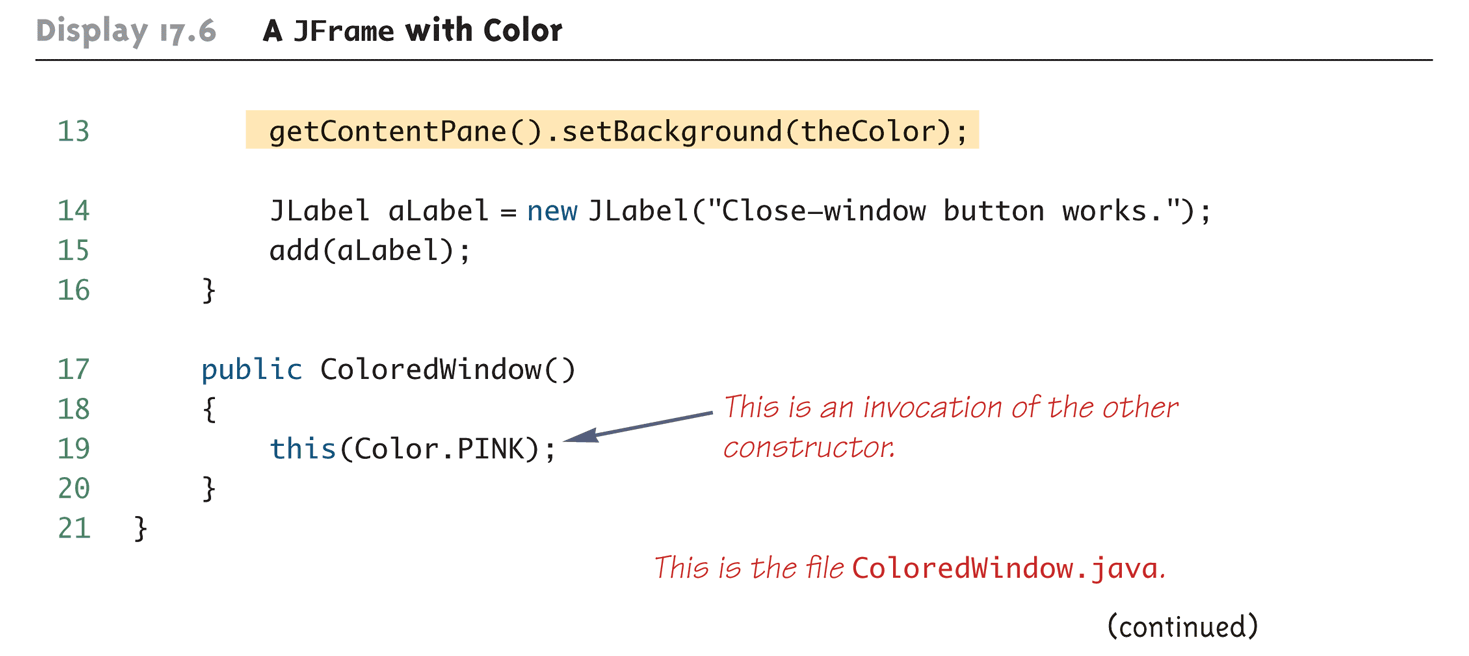 Display 17.6 A JFrame with Color
13 getContentPane().setBackground(theColor);
14 JLabel aLabel = new JLabel("Close–window button works.");
15 add(aLabel);
16 }
17 public ColoredWindow()
18 {
This is an invocation of the other
19 this(Color.PINK);
constructor.
20 }
21 }
This is the file ColoredWindow.java.
(continued)